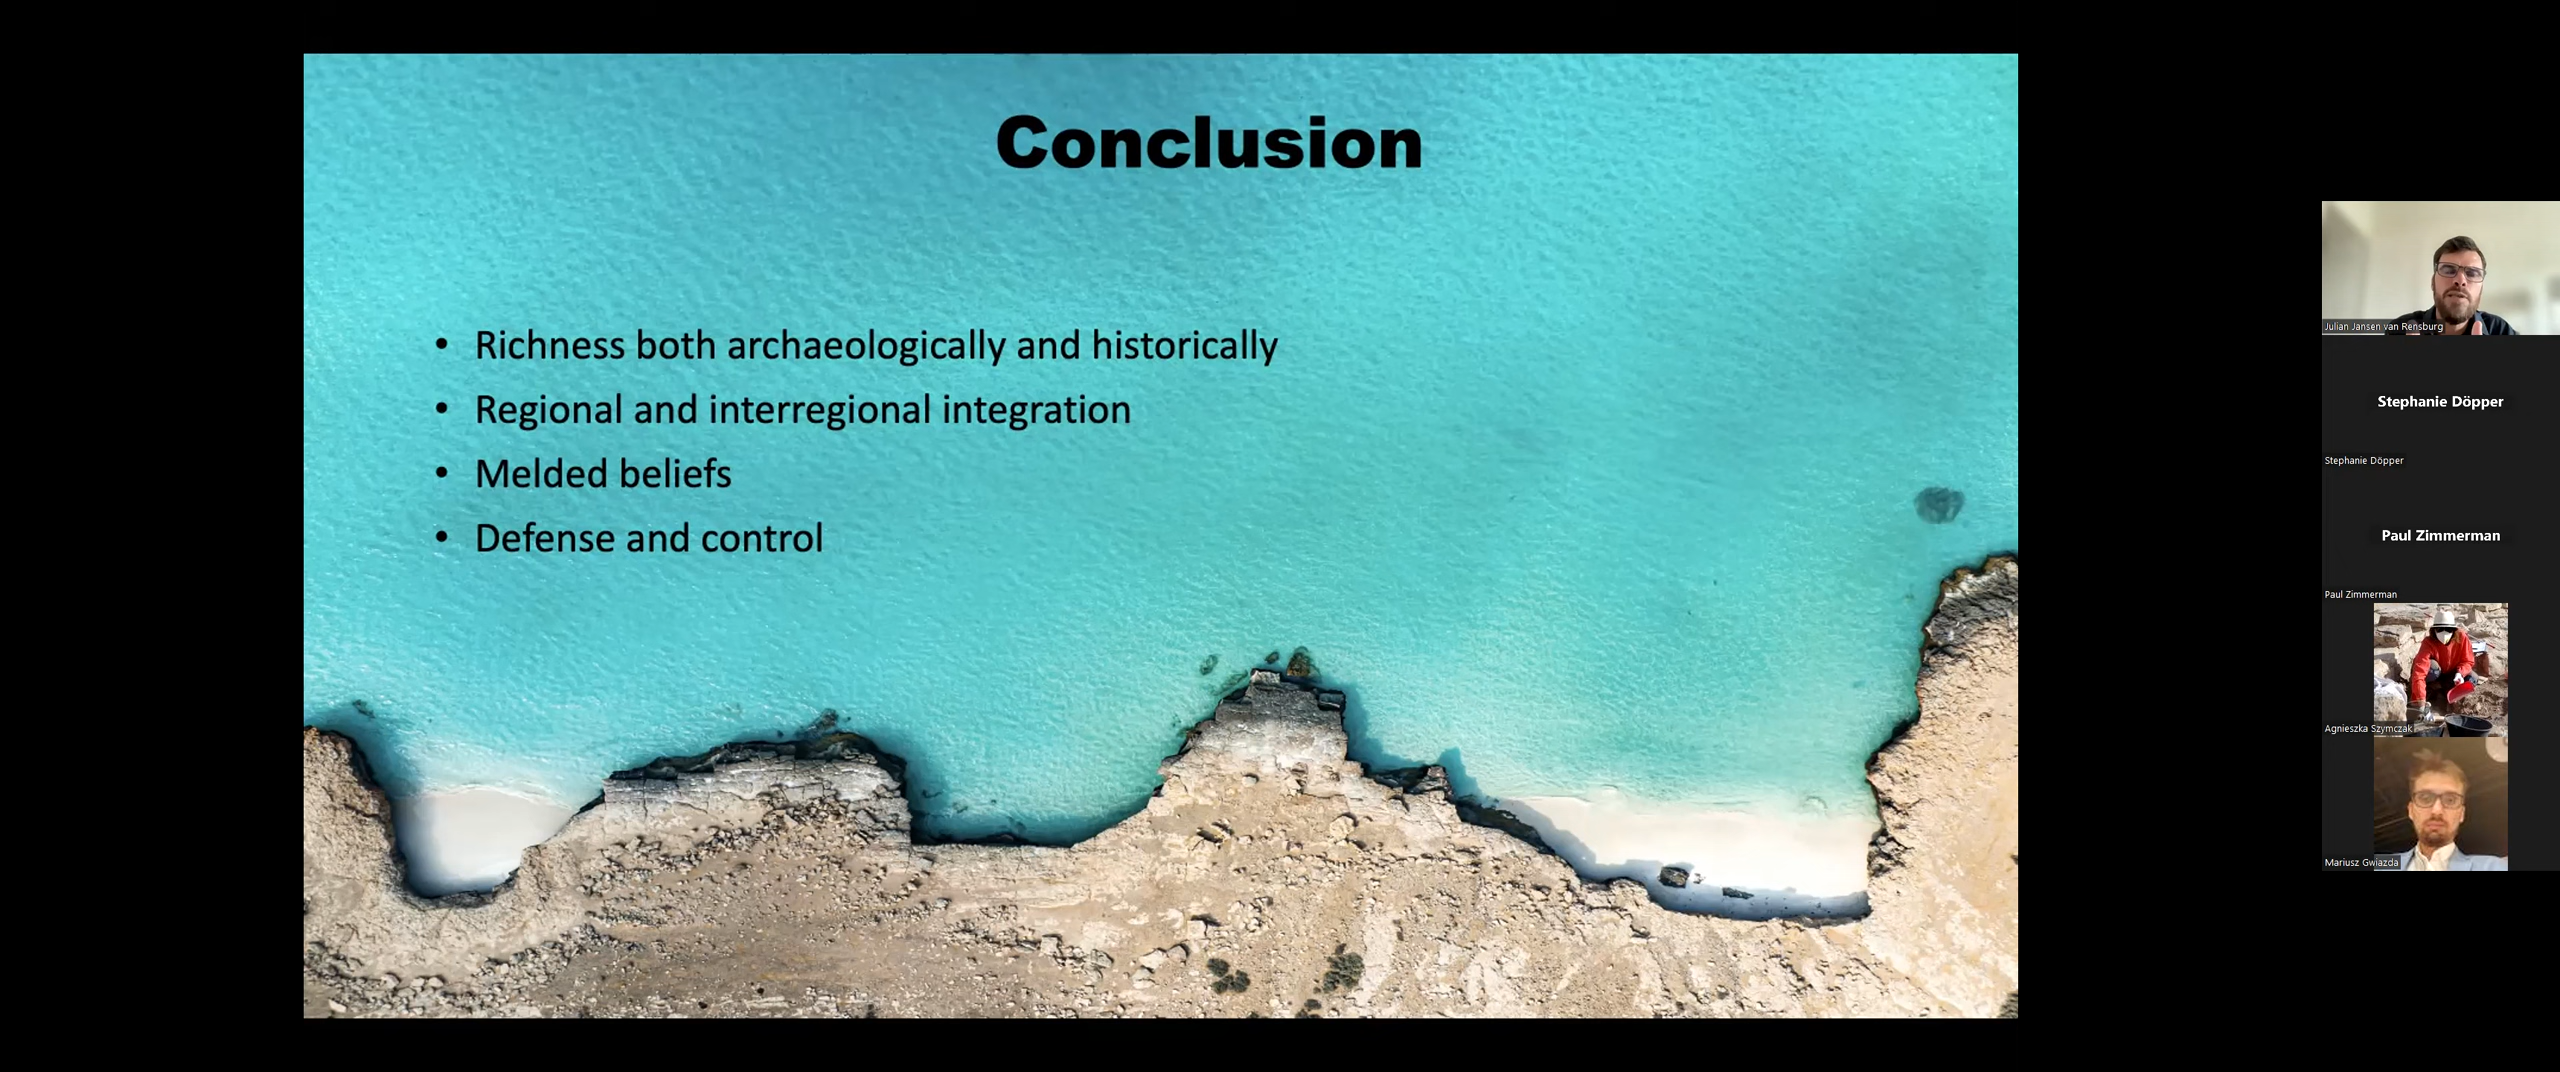 Conclusion
• Richness both archaeologically and historically
• Regional and interregional integration
• Melded beliefs
• Defense and control
Julian Jansen van Rensburg
Stephanie Döpper
Stephanie Döpper
Paul Zimmerman
Paul Zimmerman
Agnieszka Szymczak
Mariusz Gwiazda